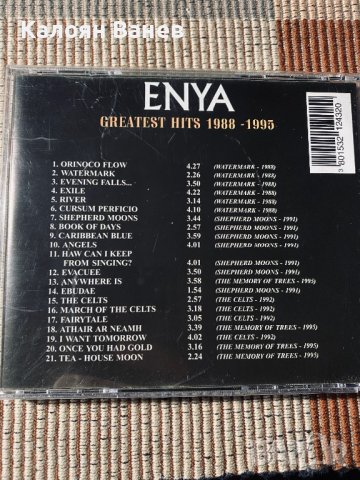 Калоян Ванев
ENYA
GREATEST HITS 1988 -1995
3 601532 124320
1. ORINOCO FLOW 4.27 (WATERMARK - 1988)
2. WATERMARK 2.26 (WATERMARK - 1988)
3. EVENING FALLS... 3.50 (WATERMARK - 1988)
4. EXILE 4.22 (WATERMARK - 1988)
5. RIVER 3.14 (WATERMARK - 1988)
6. CURSUM PERFICIO 4.10 (WATERMARK - 1988)
7. SHEPHERD MOONS 3.44 (SHEPHERD MOONS - 1991)
8. BOOK OF DAYS 2.57 (SHEPHERD MOONS - 1991)
9. CARIBBEAN BLUE 3.59 (SHEPHERD MOONS - 1991)
10. ANGELS 4.01 (SHEPHERD MOONS - 1991)
11. HAW CAN I KEEP
FROM SINGING? 4.01 (SHEPHERD MOONS - 1991)
12. EVACUEE 3.50 (SHEPHERD MOONS - 1991)
13. ANYWHERE IS 3.58 (THE MEMORY OF TREES - 1995)
14. EBUDAE 1.54 (SHEPHERD MOONS - 1991)
15. THE CELTS 2.57 (THE CELTS - 1992)
16. MARCH OF THE CELTS 3.18 (THE CELTS - 1992)
17. FAIRYTALE 3.05 (THE CELTS - 1992)
18. ATHAIR AR NEAMH 3.39 (THE MEMORY OF TREES - 1995)
19. I WANT TOMORROW 4.02 (THE CELTS - 1992)
20. ONCE YOU HAD GOLD 3.16 (THE MEMORY OF TREES - 1995)
21. TEA - HOUSE MOON 2.24 (THE MEMORY OF TREES - 1995)